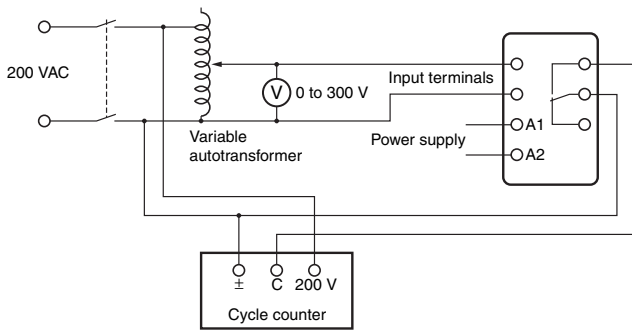 200 VAC
V
0 to 300 V
Input terminals
A1
Power supply
A2
Variable
autotransformer
± C 200 V
Cycle counter